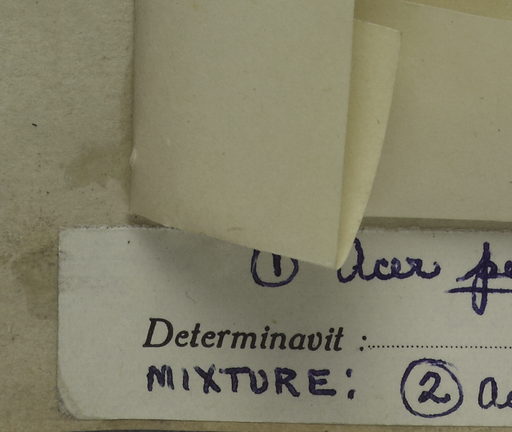 ① Acer
Determinavit :
MIXTURE: ②